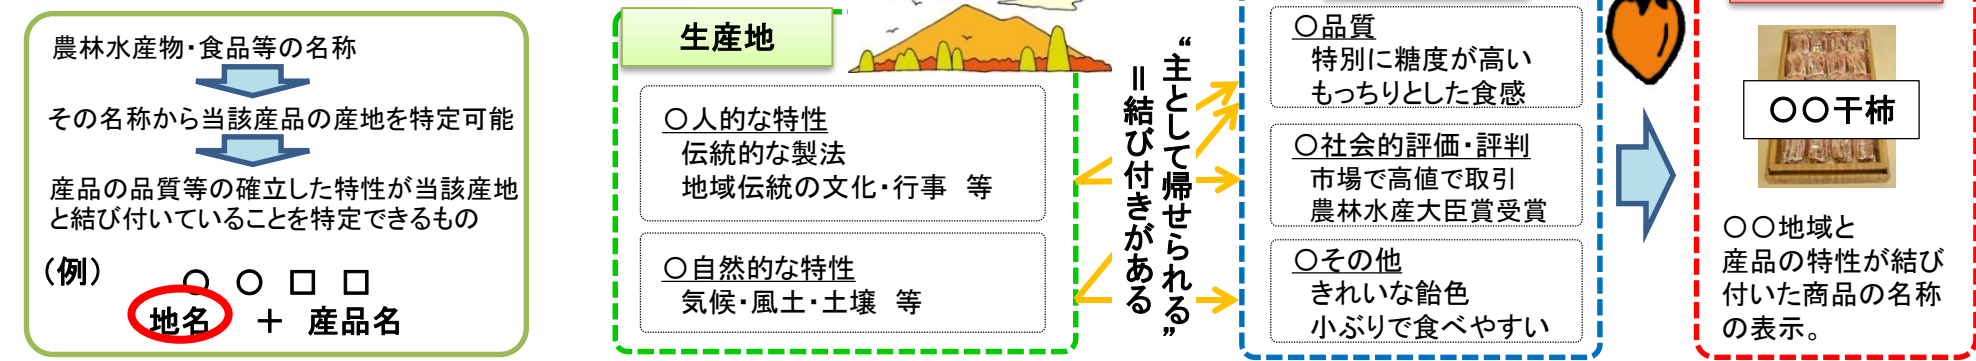 農林水産物・食品等の名称
その名称から当該産品の産地を特定可能
産品の品質等の確立した特性が当該産地
と結び付いていることを特定できるもの
（例）
○ ○ □ □
地名 ＋ 産品名
生産地
○人的な特性
伝統的な製法
地域伝統の文化・行事 等
○自然的な特性
気候・風土・土壌 等
“主として帰せられる”
＝結び付きがある
○品質
特別に糖度が高い
もっちりとした食感
○社会的評価・評判
市場で高値で取引
農林水産大臣賞受賞
○その他
きれいな飴色
小ぶりで食べやすい
○○干柿
○○地域と
産品の特性が結び
付いた商品の名称
の表示。